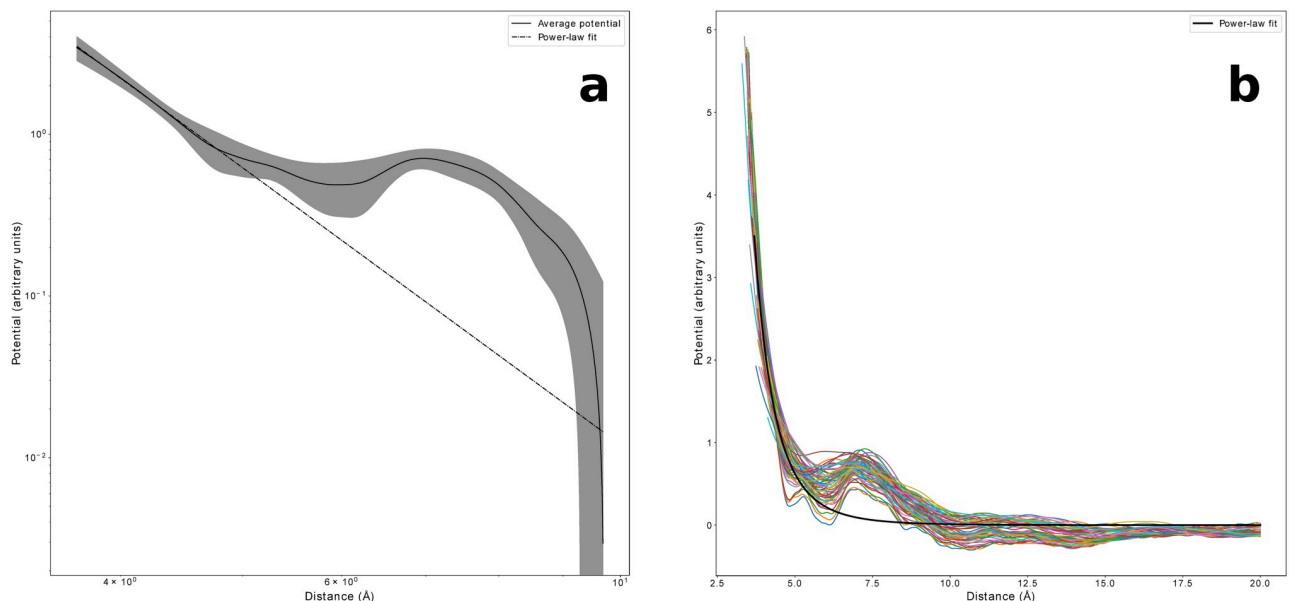 Average potential
Power-law fit
a
10⁰
10⁻¹
10⁻²
Potential (arbitrary units)
4 × 10⁰
6 × 10⁰
10¹
Distance (Å)
Power-law fit
b
6
5
4
3
2
1
0
Potential (arbitrary units)
2.5
5.0
7.5
10.0
12.5
15.0
17.5
20.0
Distance (Å)